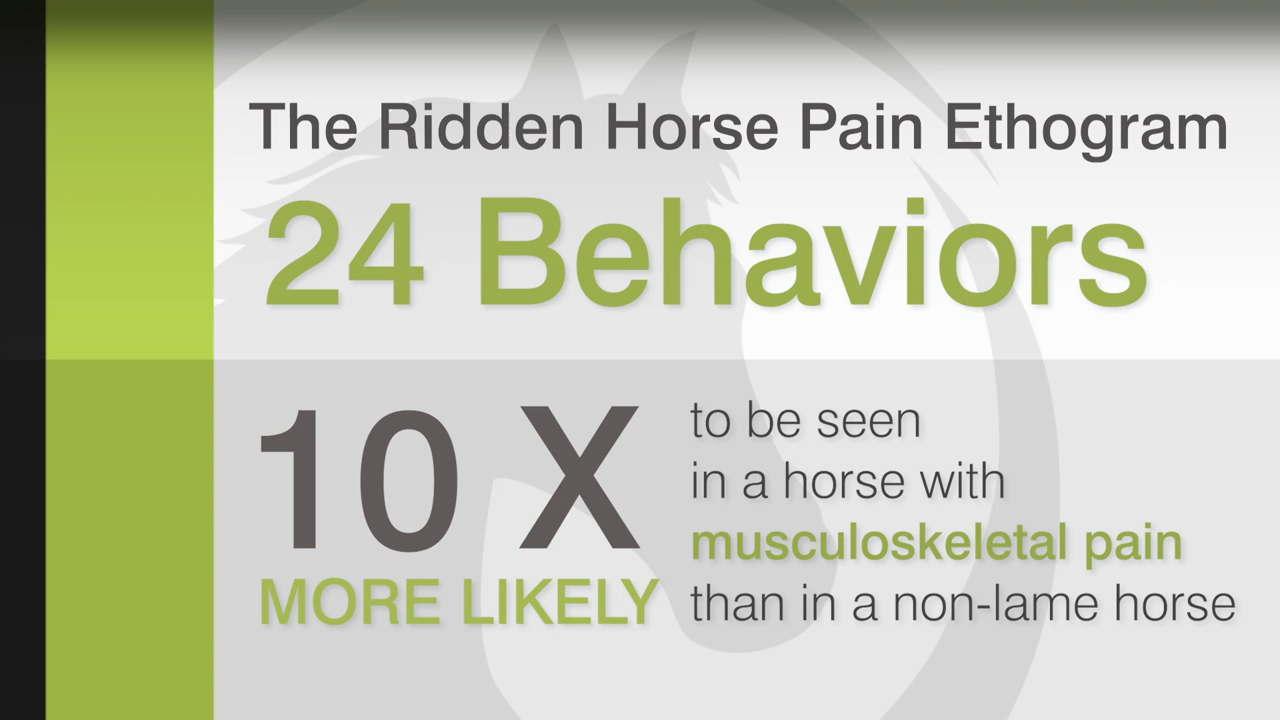 The Ridden Horse Pain Ethogram
24 Behaviors
10 X
MORE LIKELY
to be seen
in a horse with
musculoskeletal pain
than in a non-lame horse